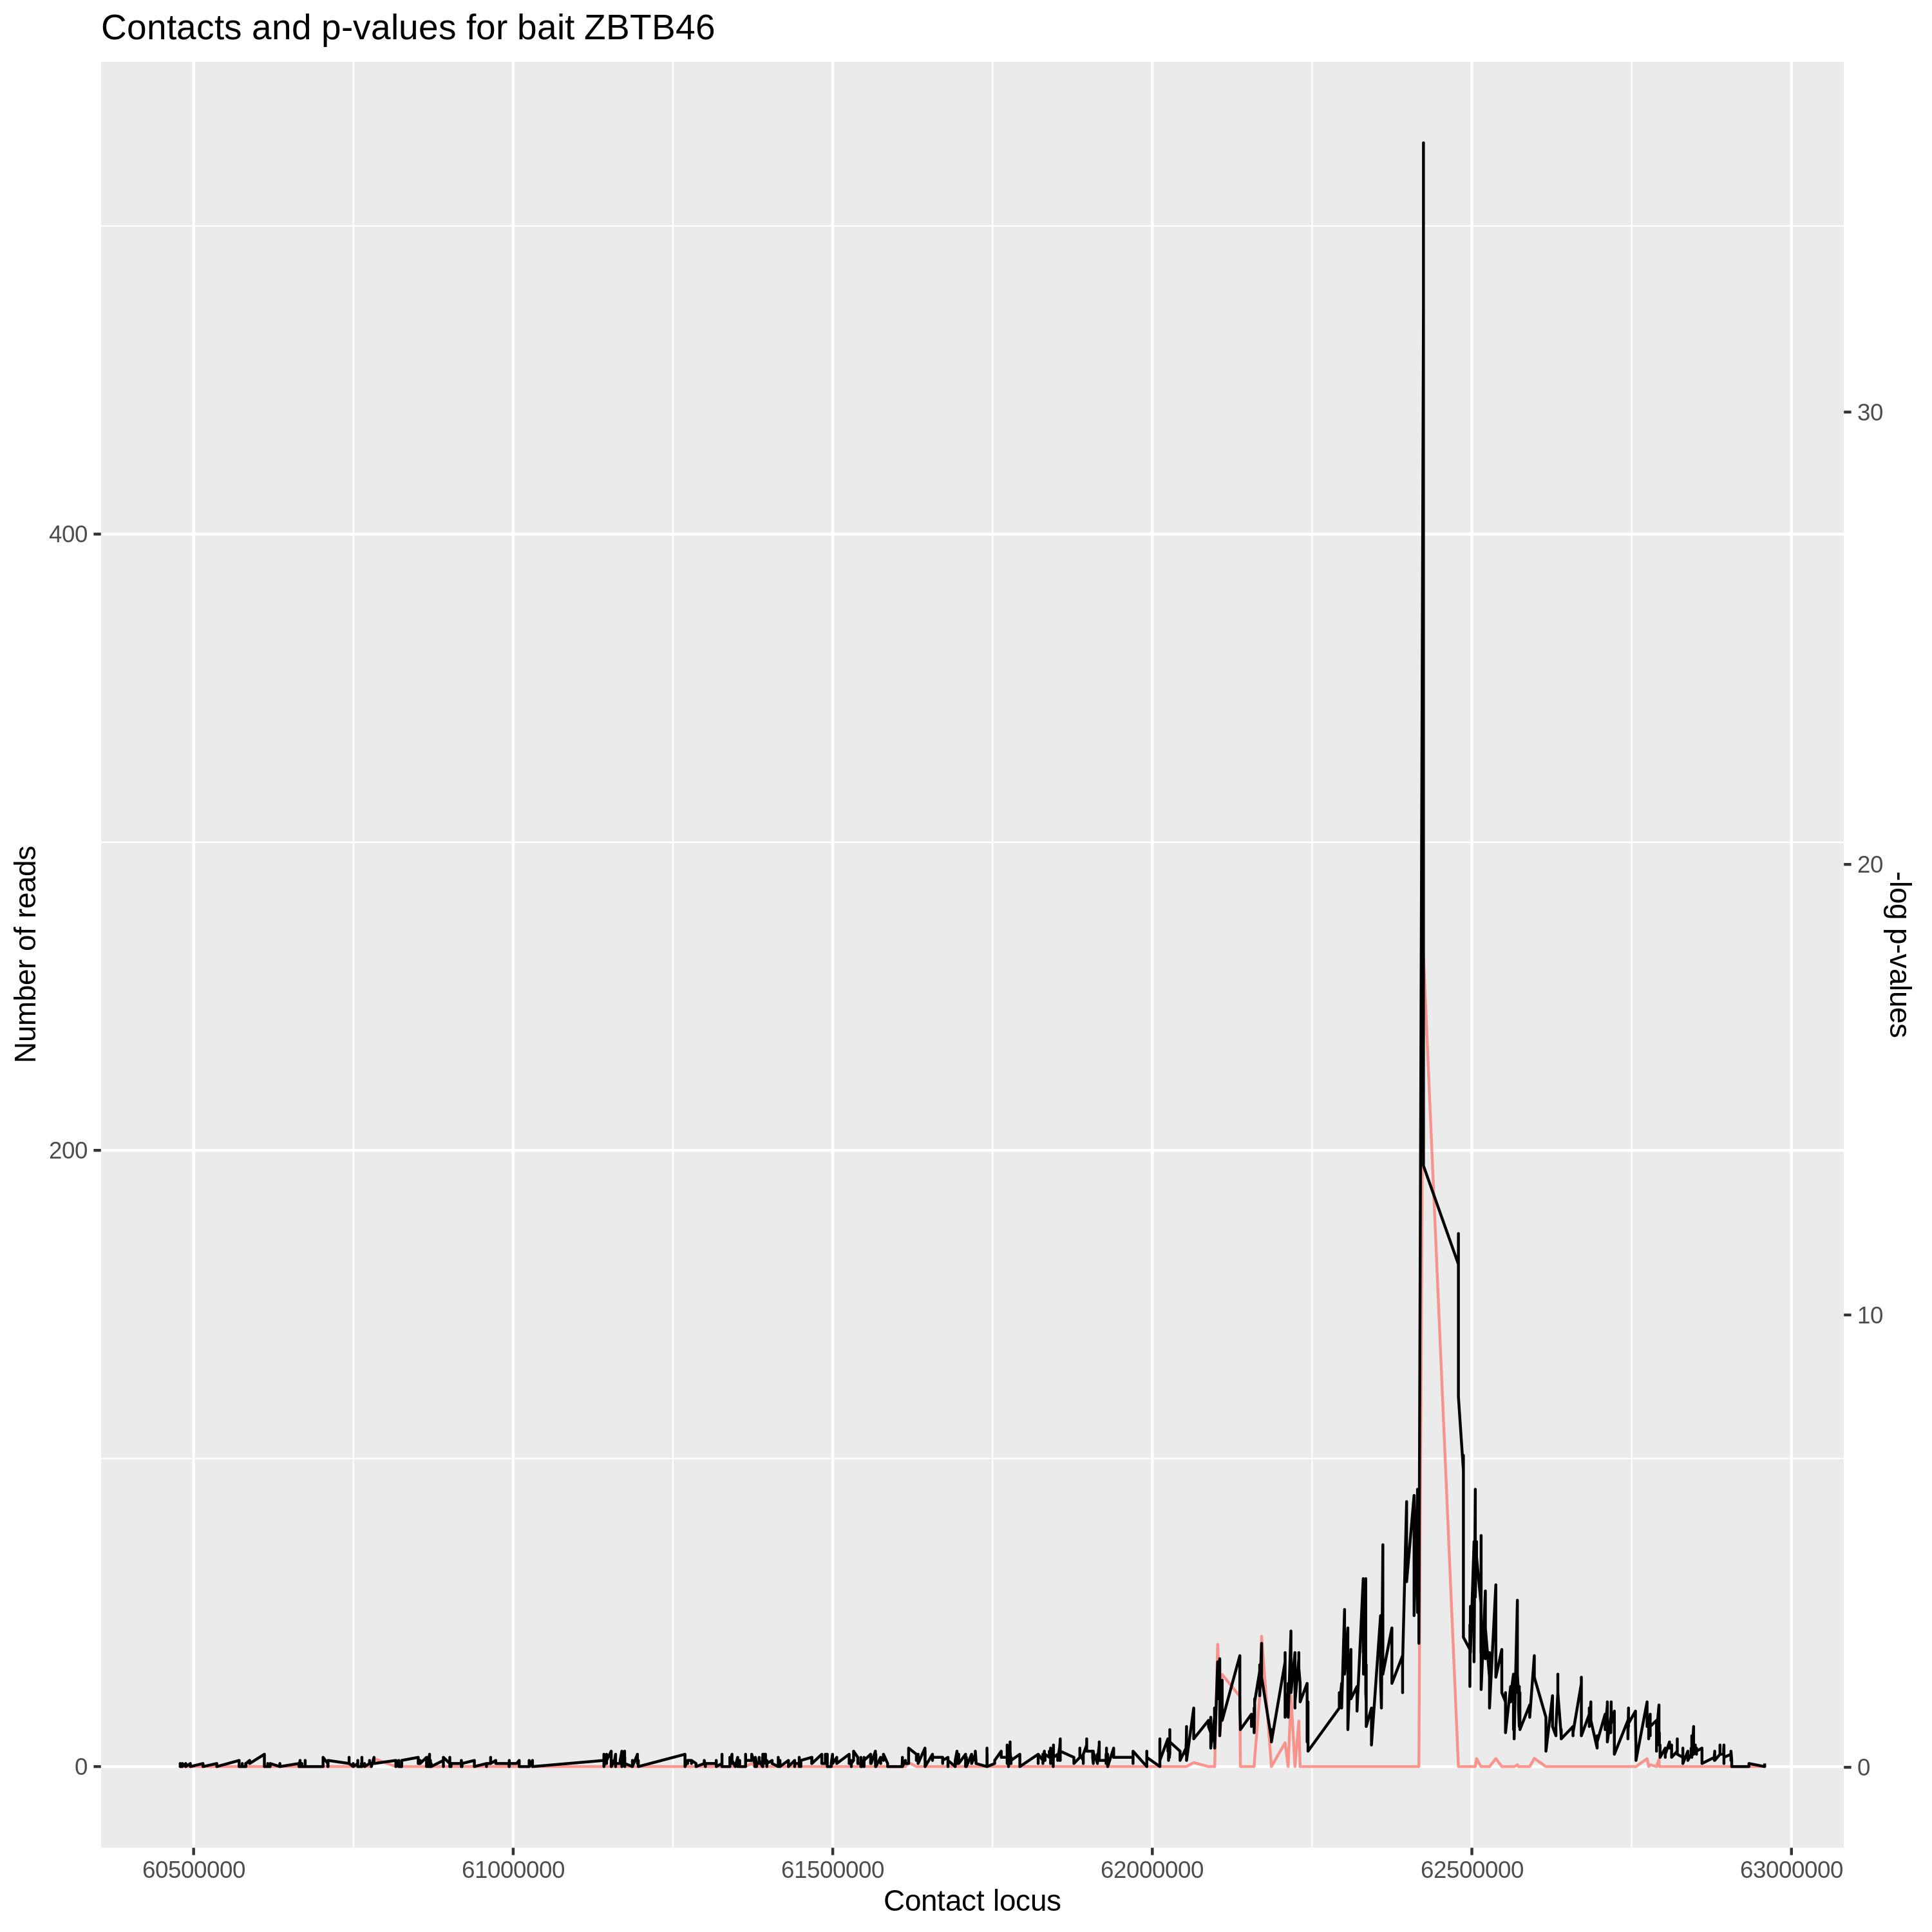 Contacts and p-values for bait ZBTB46
Number of reads
400
200
0
30
20
10
0
-log p-values
60500000 61000000 61500000 62000000 62500000 63000000
Contact locus